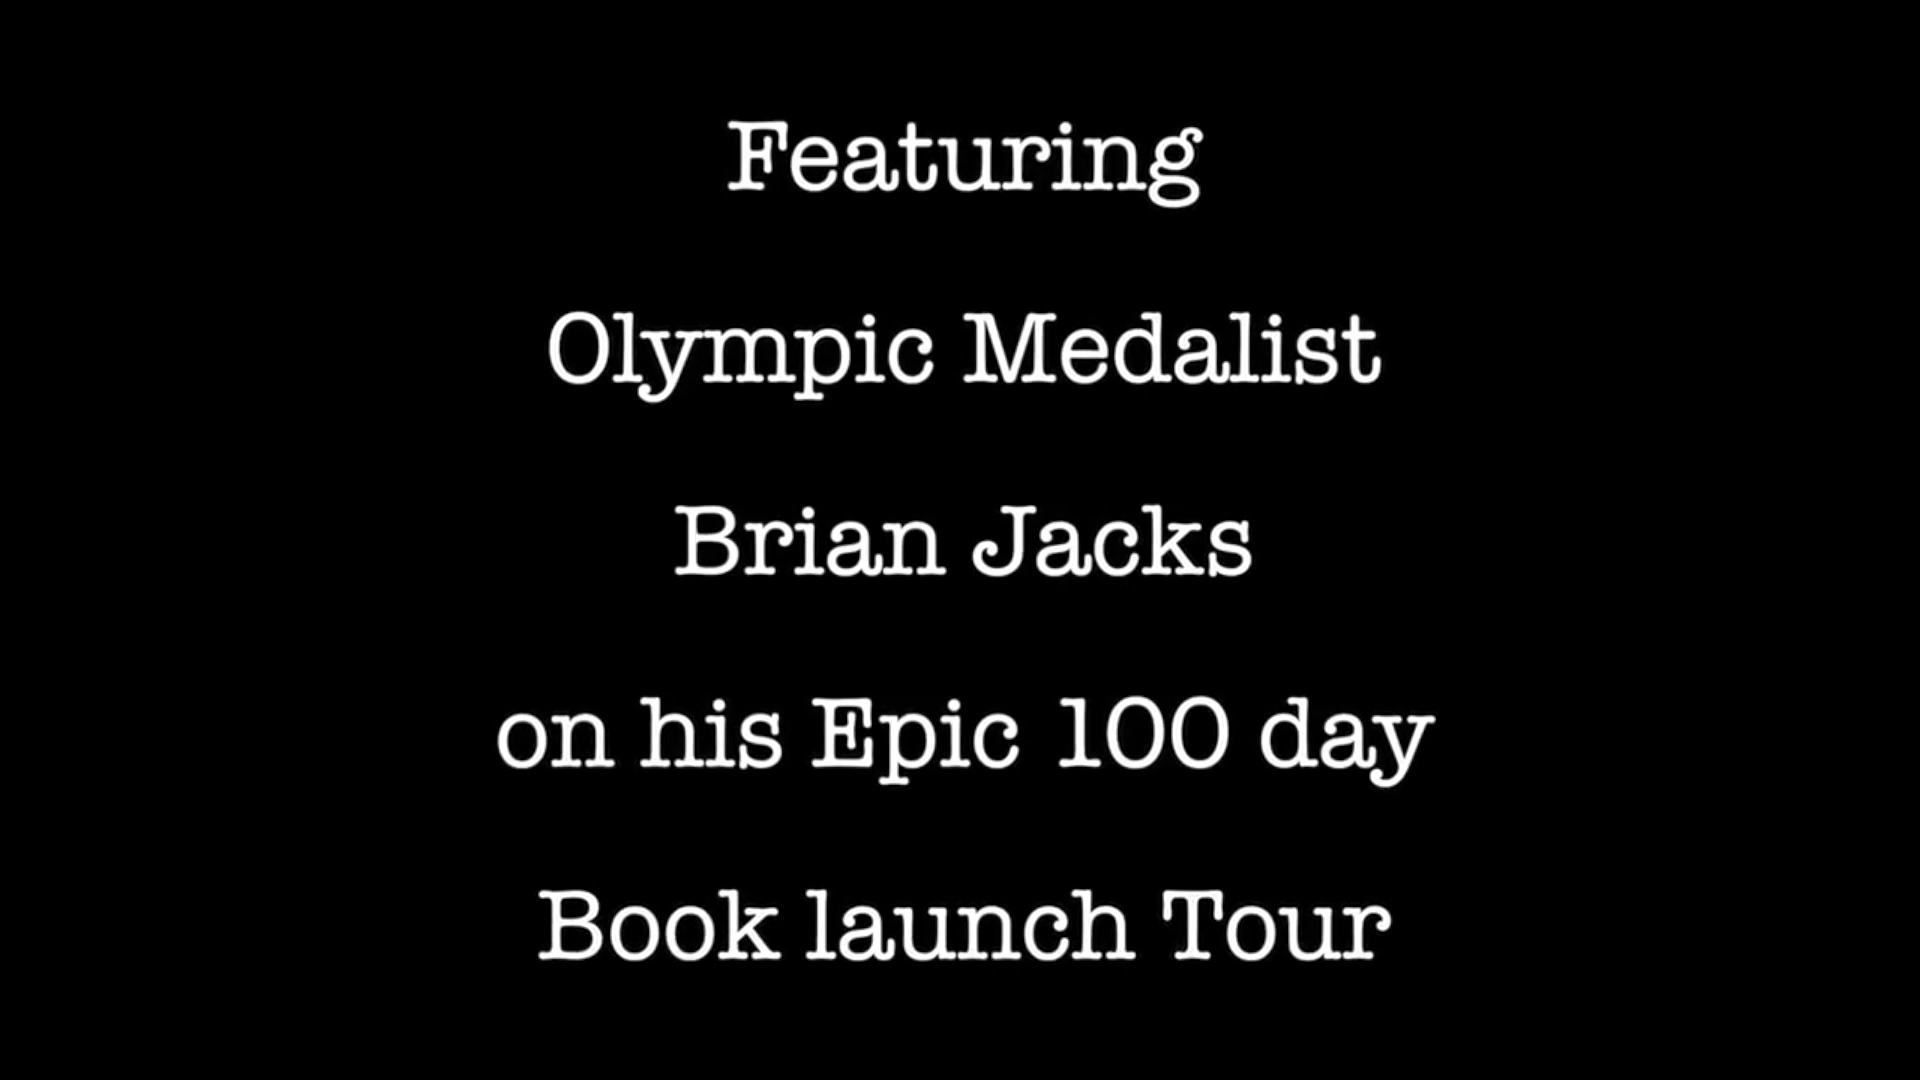 Featuring
Olympic Medalist
Brian Jacks
on his Epic 100 day
Book launch Tour